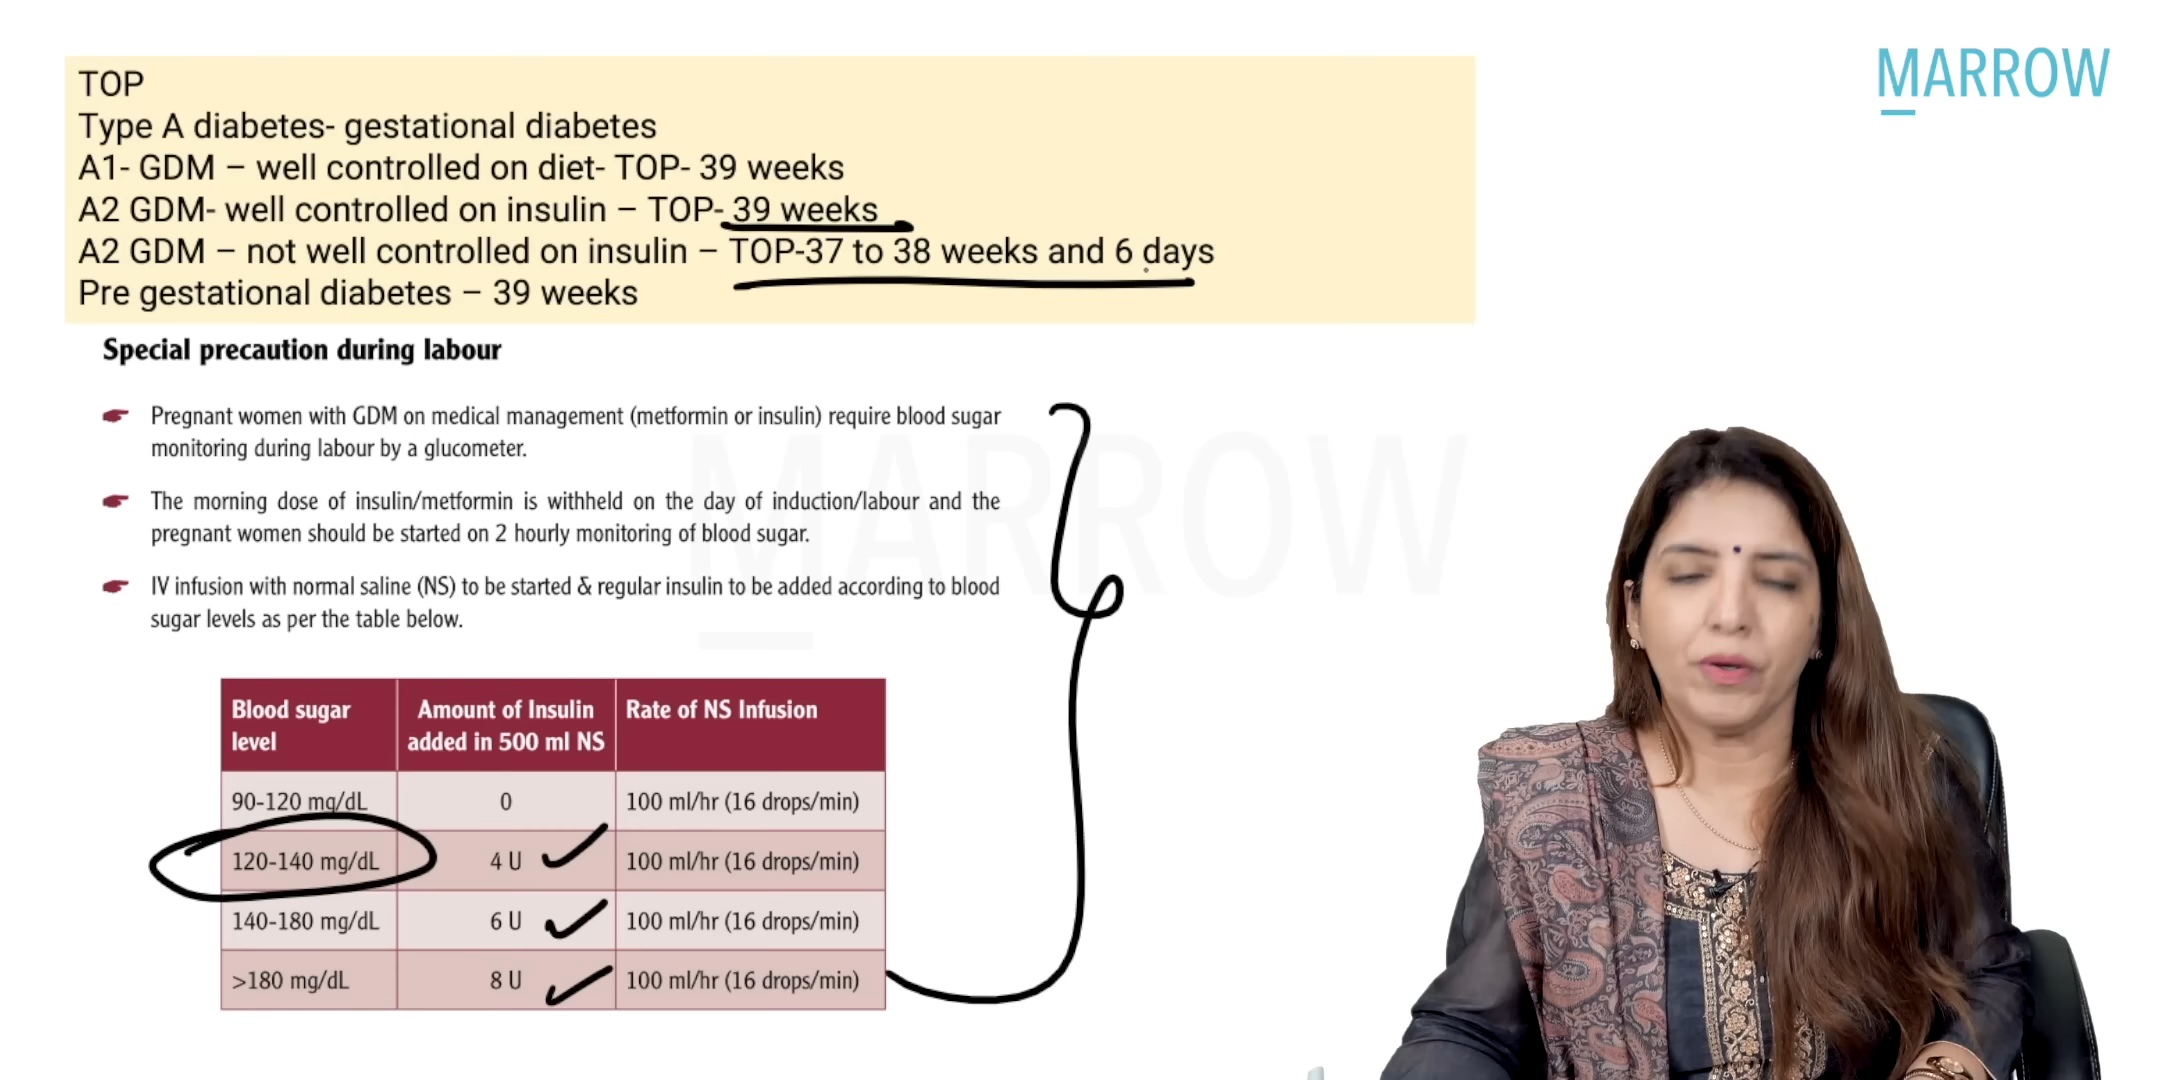 MARROW
TOP
Type A diabetes- gestational diabetes
A1- GDM – well controlled on diet- TOP- 39 weeks
A2 GDM- well controlled on insulin – TOP- 39 weeks
A2 GDM – not well controlled on insulin – TOP-37 to 38 weeks and 6 days
Pre gestational diabetes – 39 weeks
Special precaution during labour
Pregnant women with GDM on medical management (metformin or insulin) require blood sugar
monitoring during labour by a glucometer.
The morning dose of insulin/metformin is withheld on the day of induction/labour and the
pregnant women should be started on 2 hourly monitoring of blood sugar.
IV infusion with normal saline (NS) to be started & regular insulin to be added according to blood
sugar levels as per the table below.
MARROW
Blood sugar level Amount of Insulin added in 500 ml NS Rate of NS Infusion
90-120 mg/dL 0 100 ml/hr (16 drops/min)
120-140 mg/dL 4 U 100 ml/hr (16 drops/min)
140-180 mg/dL 6 U 100 ml/hr (16 drops/min)
>180 mg/dL 8 U 100 ml/hr (16 drops/min)